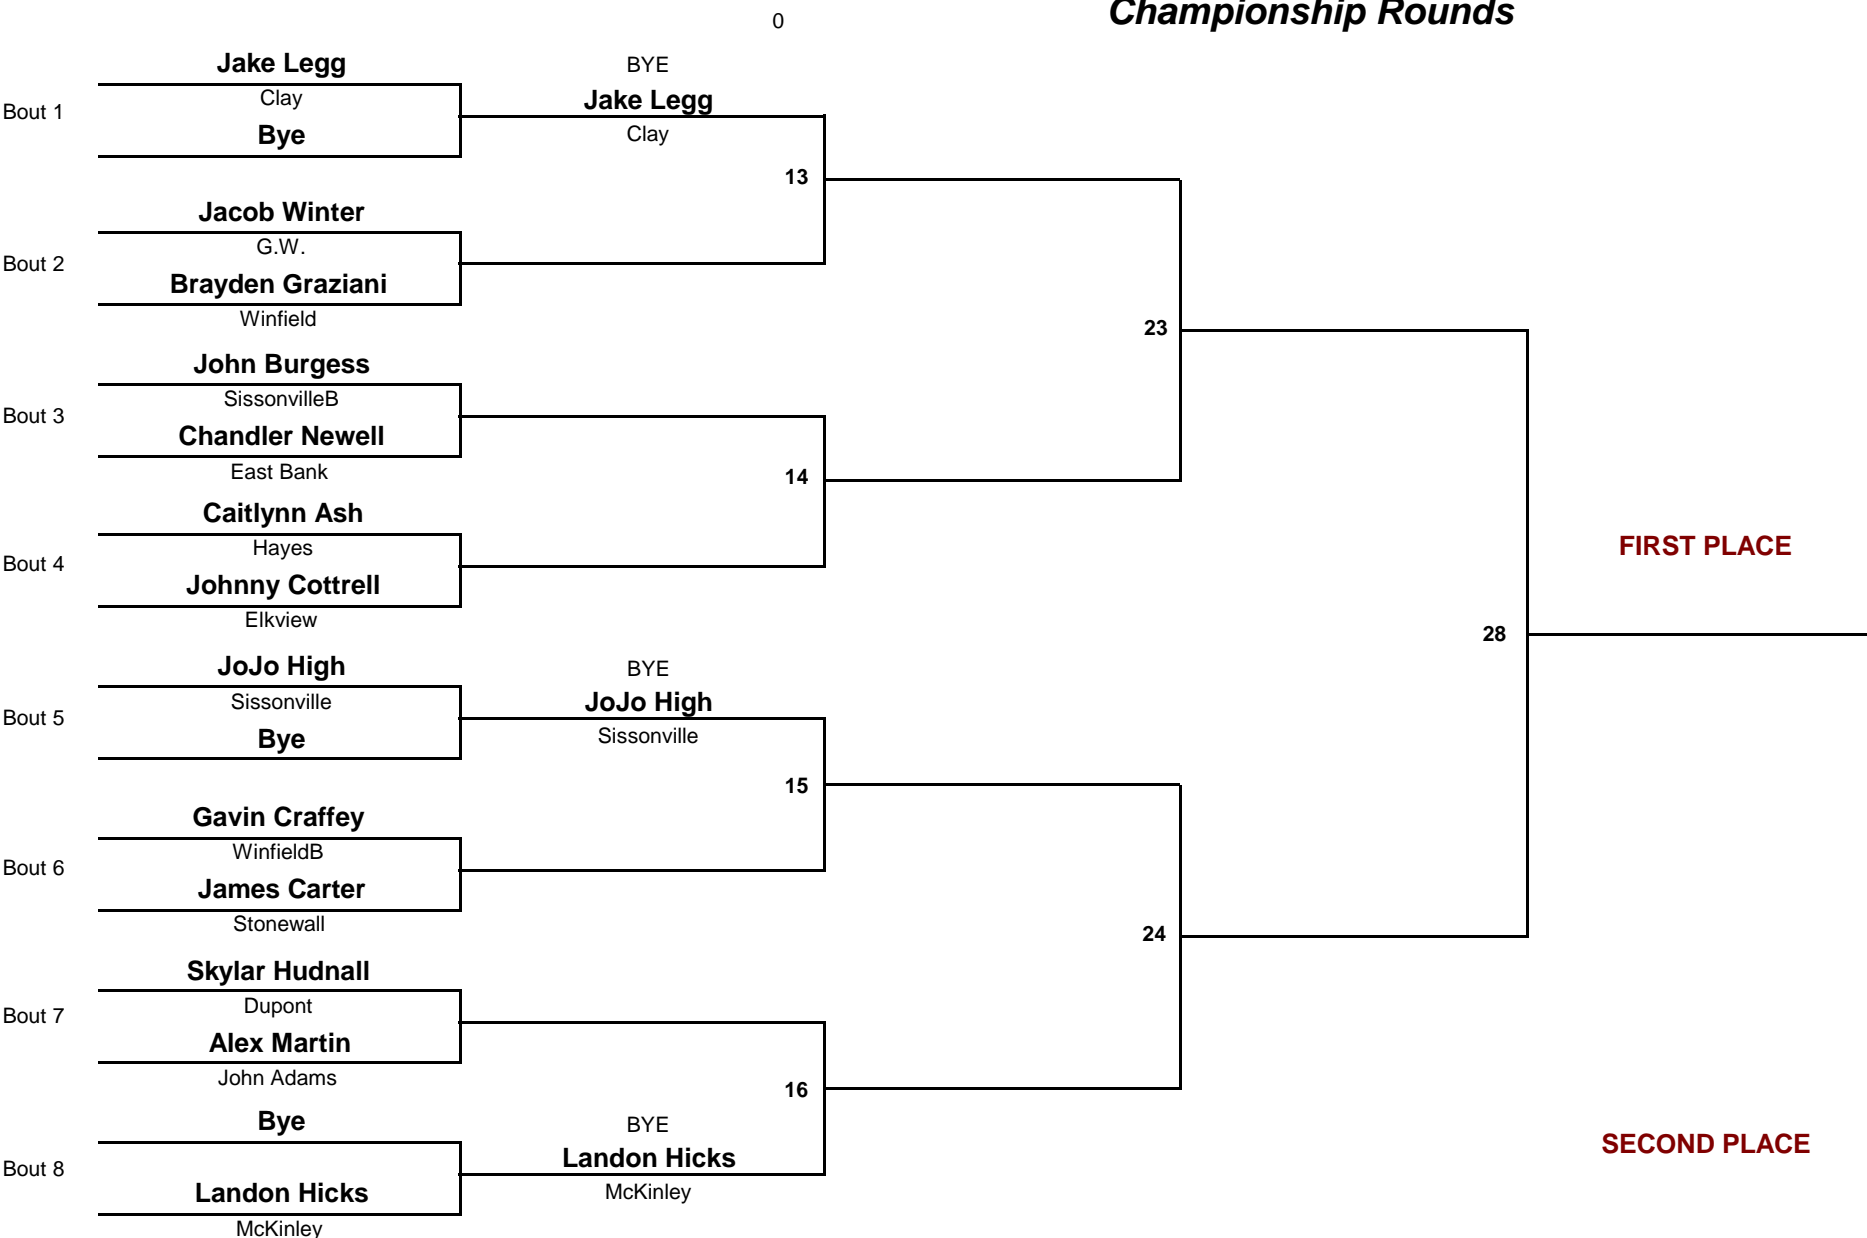 Championship Rounds
0
Jake Legg
BYE
Bout 1
Clay
Jake Legg
Bye
Clay
13
Jacob Winter
G.W.
Bout 2
Brayden Graziani
Winfield
23
John Burgess
SissonvilleB
Bout 3
Chandler Newell
East Bank
14
Caitlynn Ash
Hayes
Bout 4
Johnny Cottrell
Elkview
FIRST PLACE
28
JoJo High
BYE
Sissonville
JoJo High
Bout 5
Bye
Sissonville
15
Gavin Craffey
WinfieldB
Bout 6
James Carter
Stonewall
24
Skylar Hudnall
Dupont
Bout 7
Alex Martin
John Adams
16
Bye
BYE
SECOND PLACE
Bout 8
Landon Hicks
Landon Hicks
McKinley
McKinley